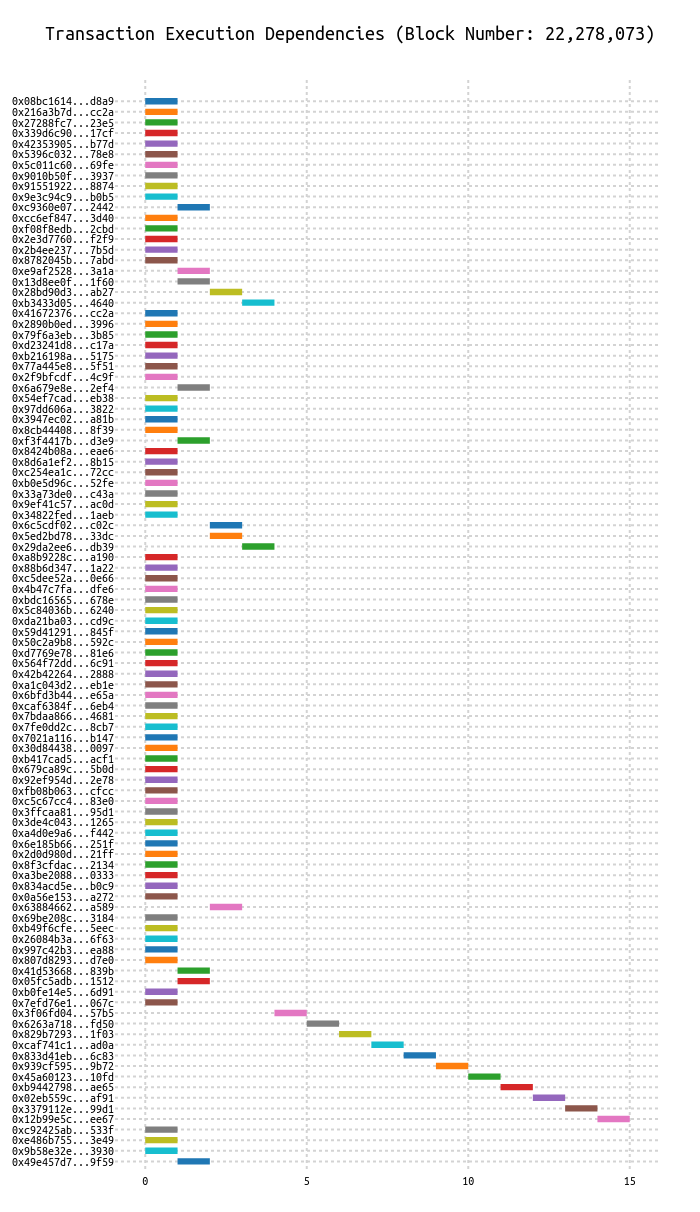 Transaction Execution Dependencies (Block Number: 22,278,073)
0x08bc1614...d8a9
0x216a3b7d...cc2a
0x27288fc7...23e5
0x339d6c90...17cf
0x42353905...b77d
0x5396c032...78e8
0x5c011c60...69fe
0x9010b50f...3937
0x91551922...8874
0x9e3c94c9...b0b5
0xc9360e07...2442
0xcc6ef847...3d40
0xf08f8edb...2cbd
0x2e3d7760...f2f9
0x2b4ee237...7b5d
0x8782045b...7abd
0xe9af2528...3a1a
0x13d8ee0f...1f60
0x28bd90d3...ab27
0xb3433d05...4640
0x41672376...cc2a
0x2890b0ed...3996
0x79f6a3eb...3b85
0xd23241d8...c17a
0xb216198a...5175
0x77a445e8...5f51
0x2f9bfcdf...4c9f
0x6a679e8e...2ef4
0x54ef7cad...eb38
0x97dd606a...3822
0x3947ec02...a81b
0x8cb44408...8f39
0xf3f4417b...d3e9
0x8424b08a...eae6
0x8d6a1ef2...8b15
0xc254ea1c...72cc
0xb0e5d96c...52fe
0x33a73de0...c43a
0x9ef41c57...ac0d
0x34822fed...1aeb
0x6c5cdf02...c02c
0x5ed2bd78...33dc
0x29da2ee6...db39
0xa8b9228c...a190
0x88b6d347...1a22
0xc5dee52a...0e66
0x4b47c7fa...dfe6
0xbdc16565...678e
0x5c84036b...6240
0xda21ba03...cd9c
0x59d41291...845f
0x50c2a9b8...592c
0xd7769e78...81e6
0x564f72dd...6c91
0x42b42264...2888
0xa1c043d2...eb1e
0x6bfd3b44...e65a
0xcaf6384f...6eb4
0x7bdaa866...4681
0x7fe0dd2c...8cb7
0x7021a116...b147
0x30d84438...0097
0xb417cad5...acf1
0x679ca89c...5b0d
0x92ef954d...2e78
0xfb08b063...cfcc
0xc5c67cc4...83e0
0x3ffcaa81...95d1
0x3de4c043...1265
0xa4d0e9a6...f442
0x6e185b66...251f
0x2d0d980d...21ff
0x8f3cfdac...2134
0xa3be2088...0333
0x834acd5e...b0c9
0x0a56e153...a272
0x63884662...a589
0x69be208c...3184
0xb49f6cfe...5eec
0x26084b3a...6f63
0x997c42b3...ea88
0x807d8293...d7e0
0x41d53668...839b
0x05fc5adb...1512
0xb0fe14e5...6d91
0x7efd76e1...067c
0x3f06fd04...57b5
0x6263a718...fd50
0x829b7293...1f03
0xcaf741c1...ad0a
0x833d41eb...6c83
0x939cf595...9b72
0x45a60123...10fd
0xb9442798...ae65
0x02eb559c...af91
0x3379112e...99d1
0x12b99e5c...ee67
0xc92425ab...533f
0xe486b755...3e49
0x9b58e32e...3930
0x49e457d7...9f59
0 5 10 15